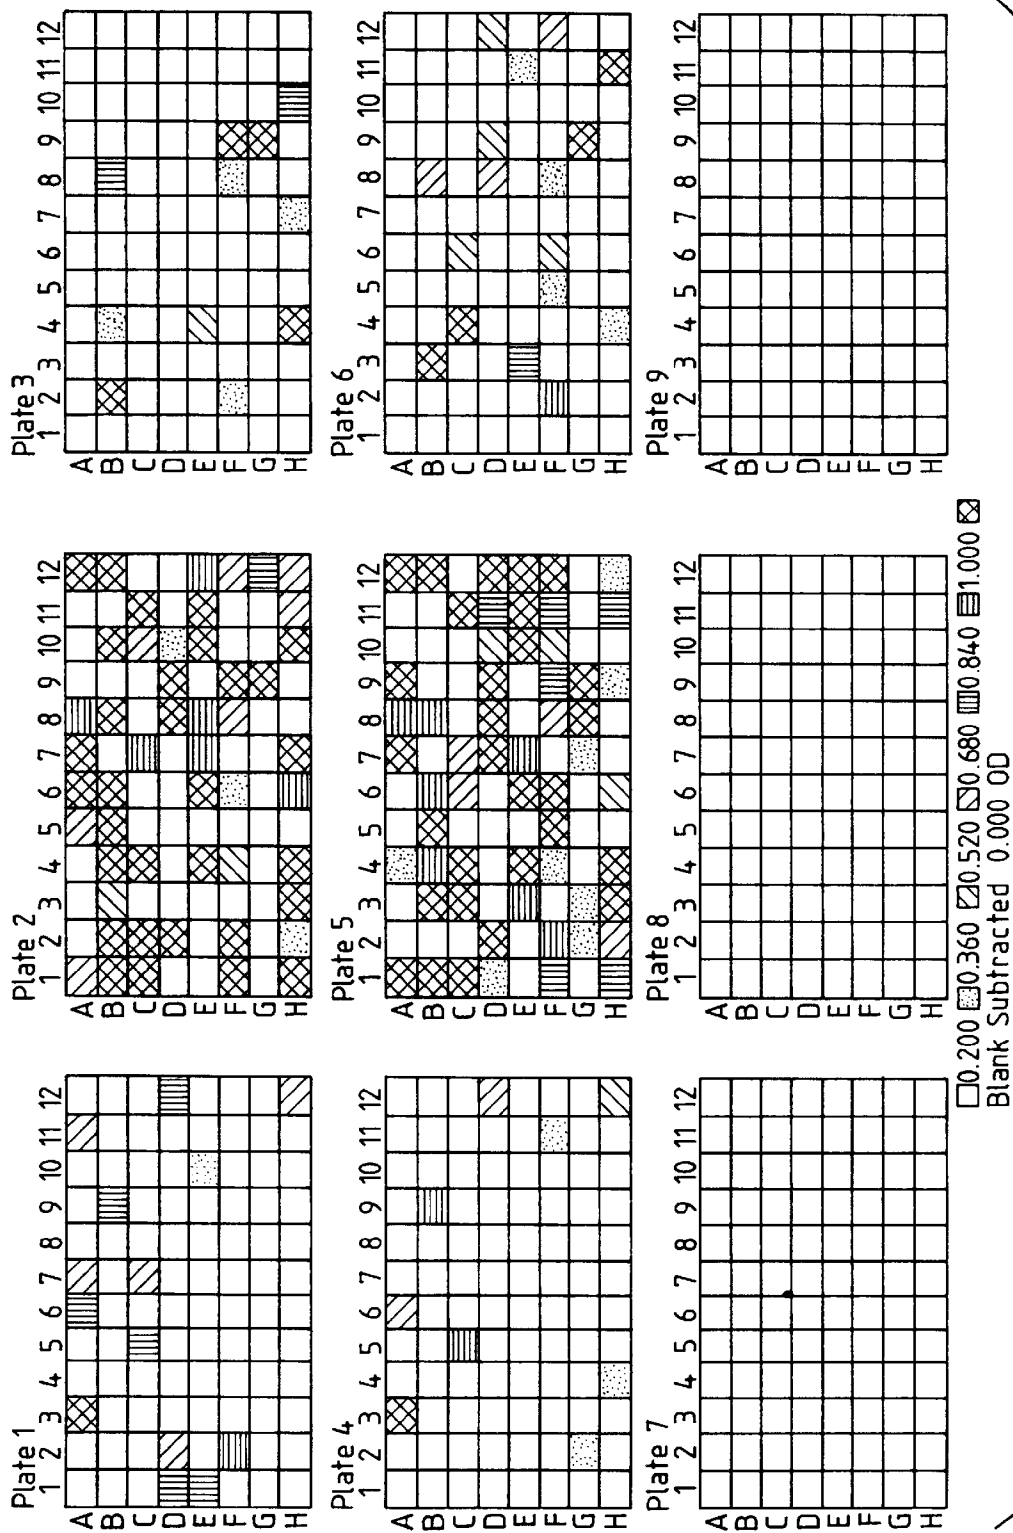 Plate 1
1 2 3 4 5 6 7 8 9 10 11 12
A
B
C
D
E
F
G
H
Plate 2
1 2 3 4 5 6 7 8 9 10 11 12
A
B
C
D
E
F
G
H
Plate 3
1 2 3 4 5 6 7 8 9 10 11 12
A
B
C
D
E
F
G
H
Plate 4
1 2 3 4 5 6 7 8 9 10 11 12
A
B
C
D
E
F
G
H
Plate 5
1 2 3 4 5 6 7 8 9 10 11 12
A
B
C
D
E
F
G
H
Plate 6
1 2 3 4 5 6 7 8 9 10 11 12
A
B
C
D
E
F
G
H
Plate 7
1 2 3 4 5 6 7 8 9 10 11 12
A
B
C
D
E
F
G
H
Plate 8
1 2 3 4 5 6 7 8 9 10 11 12
A
B
C
D
E
F
G
H
Plate 9
1 2 3 4 5 6 7 8 9 10 11 12
A
B
C
D
E
F
G
H
0.200 0.360 0.520 0.680 0.840 1.000
Blank Subtracted 0.000 OD